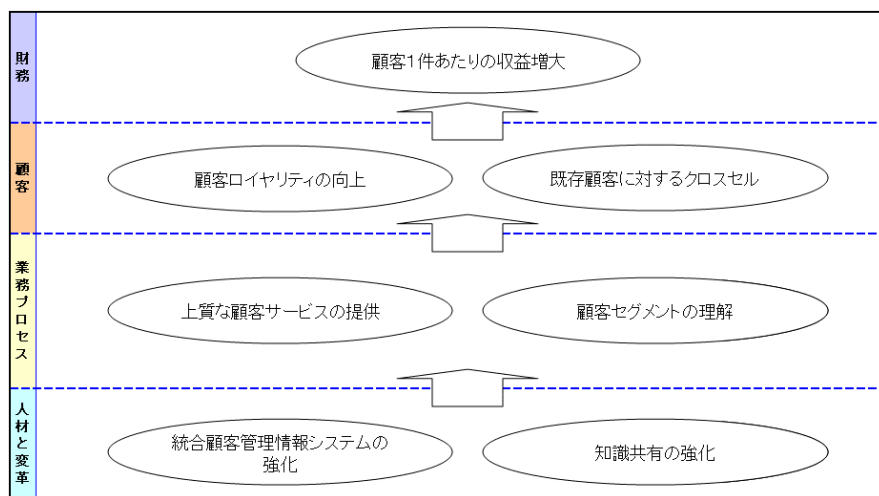 財務
顧客1件あたりの収益増大
顧客
顧客ロイヤリティの向上
既存顧客に対するクロスセル
業務プロセス
上質な顧客サービスの提供
顧客セグメントの理解
人材と変革
統合顧客管理情報システムの
強化
知識共有の強化